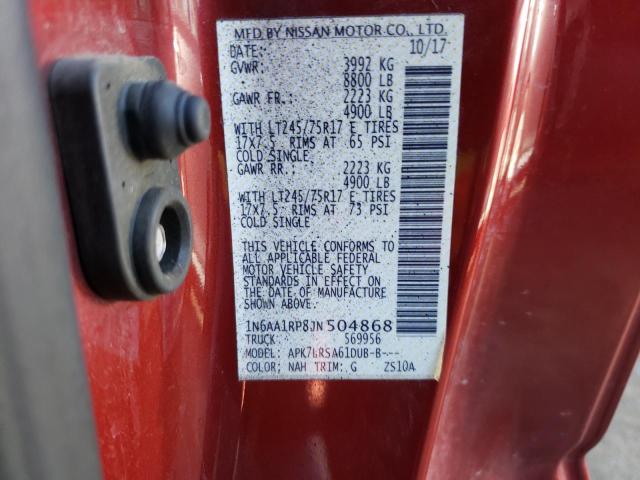 MFD BY NISSAN MOTOR CO., LTD.
DATE: 10/17
GVWR: 3992 KG
8800 LB
GAWR FR.: 2223 KG
4900 LB
WITH LT245/75R17 E TIRES
17X7.5 RIMS AT 65 PSI
COLD SINGLE
GAWR RR.: 2223 KG
4900 LB
WITH LT245/75R17 E TIRES
17X7.5 RIMS AT 73 PSI
COLD SINGLE
THIS VEHICLE CONFORMS TO
ALL APPLICABLE FEDERAL
MOTOR VEHICLE SAFETY
STANDARDS IN EFFECT ON
THE DATE OF MANUFACTURE
SHOWN ABOVE.
1N6AA1RP8JN504868
TRUCK 569956
MODEL:
COLOR: NAH TRIM: G ZS10A